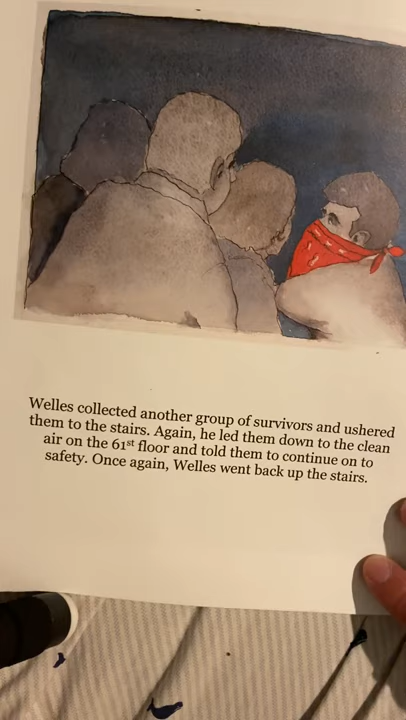 Welles collected another group of survivors and ushered
them to the stairs. Again, he led them down to the clean
air on the 61st floor and told them to continue on to
safety. Once again, Welles went back up the stairs.